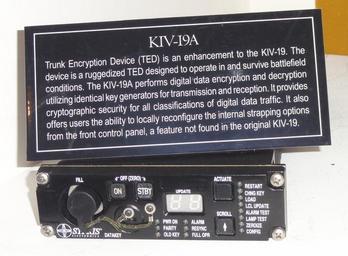 KIV-19A
Trunk Encryption Device (TED) is an enhancement to the KIV-19. The
device is a ruggedized TED designed to operate in and survive battlefield
conditions. The KIV-19A performs digital data encryption and decryption
utilizing identical key generators for transmission and reception. It provides
cryptographic security for all classifications of digital data traffic. It also
offers users the ability to locally reconfigure the internal strapping options
from the front control panel, a feature not found in the original KIV-19.
FILL
OFF (ZERO)
ON
STBY
UPDATE
ACTUATE
SCROLL
RESTART
CHNG KEY
LOAD
LCL UPDATE
ALARM TEST
LAMP TEST
ZEROIZE
CONFIG
PWR ON
ALARM
PARITY
RESYNC
OLD KEY
FULL OPR
DATAKEY